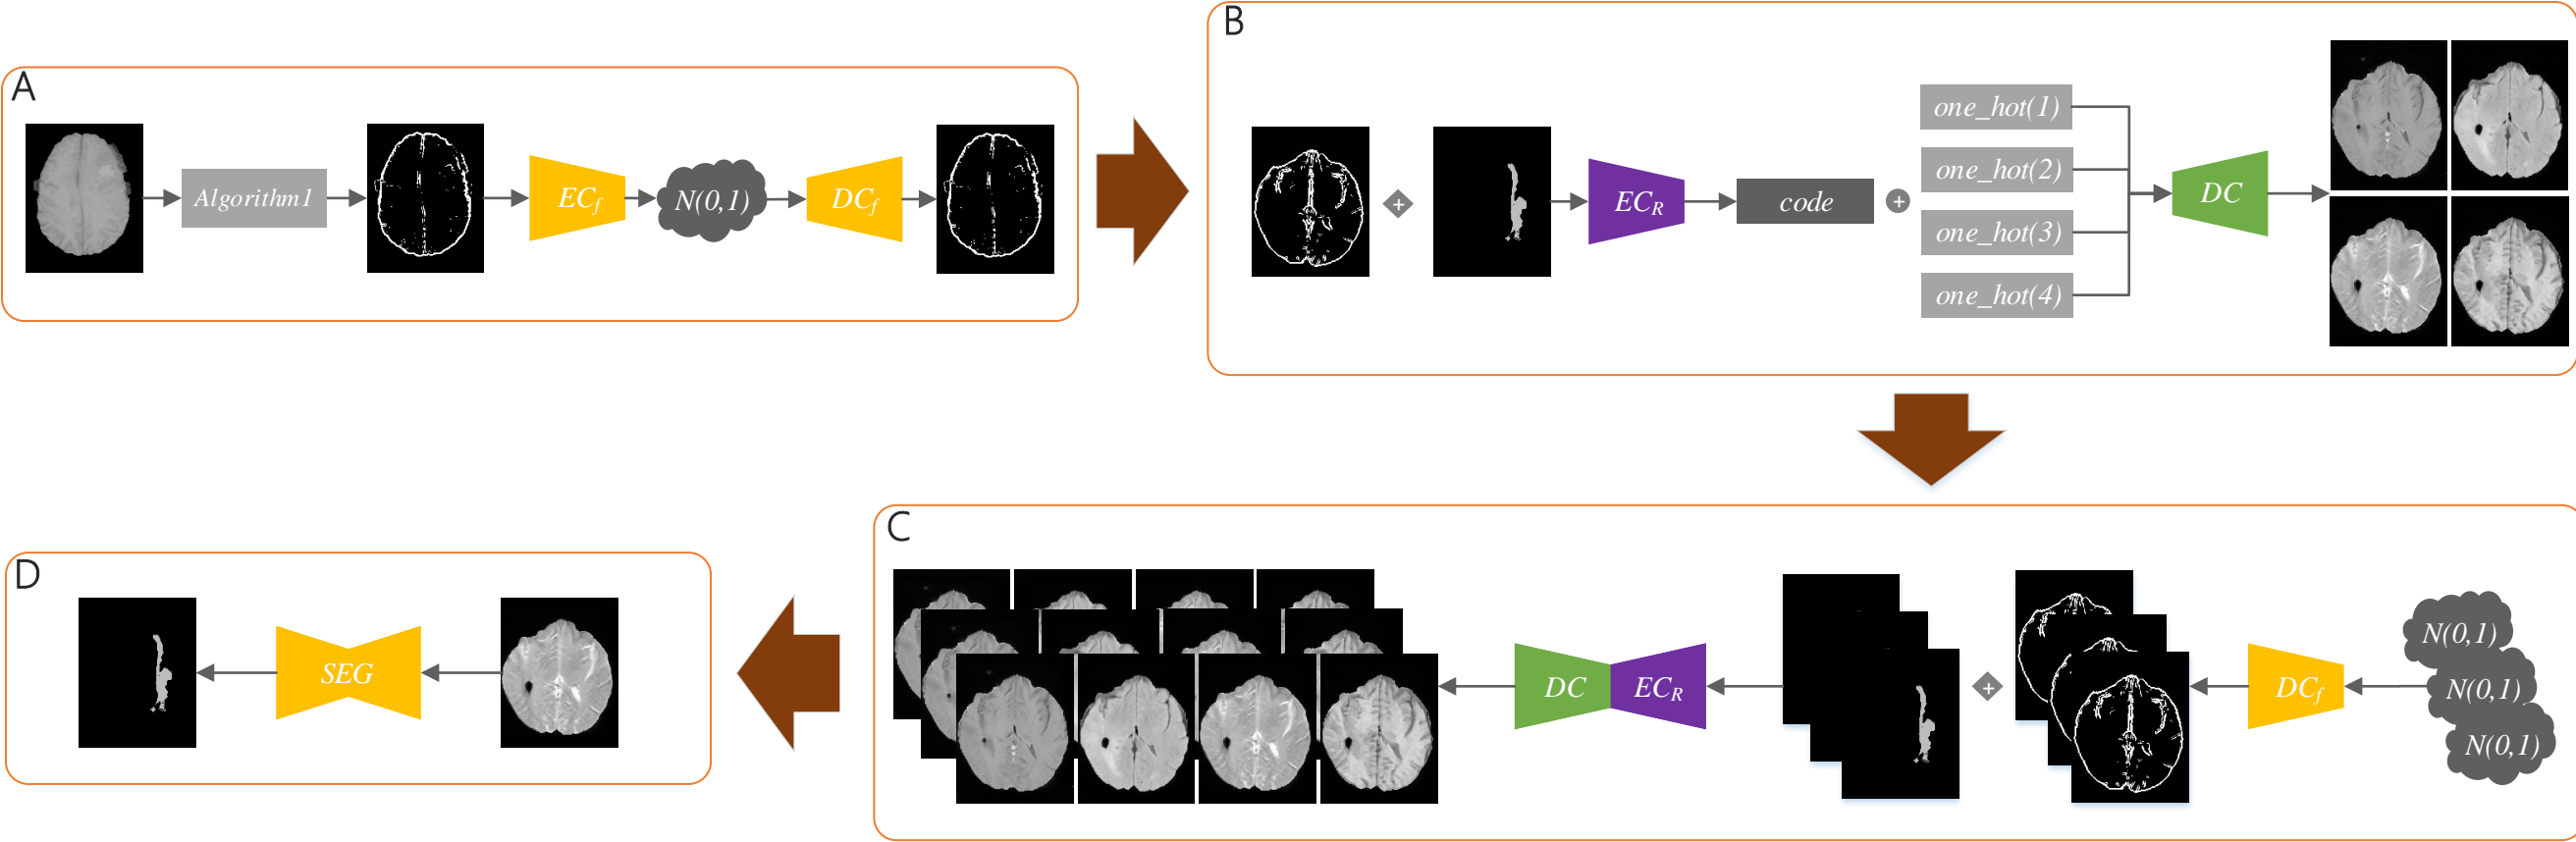 A
Algorithm1
ECf
N(0,1)
DCf
B
+
ECR
code
+
one_hot(1)
one_hot(2)
one_hot(3)
one_hot(4)
DC
C
DC
ECR
+
DCf
N(0,1)
N(0,1)
N(0,1)
D
SEG